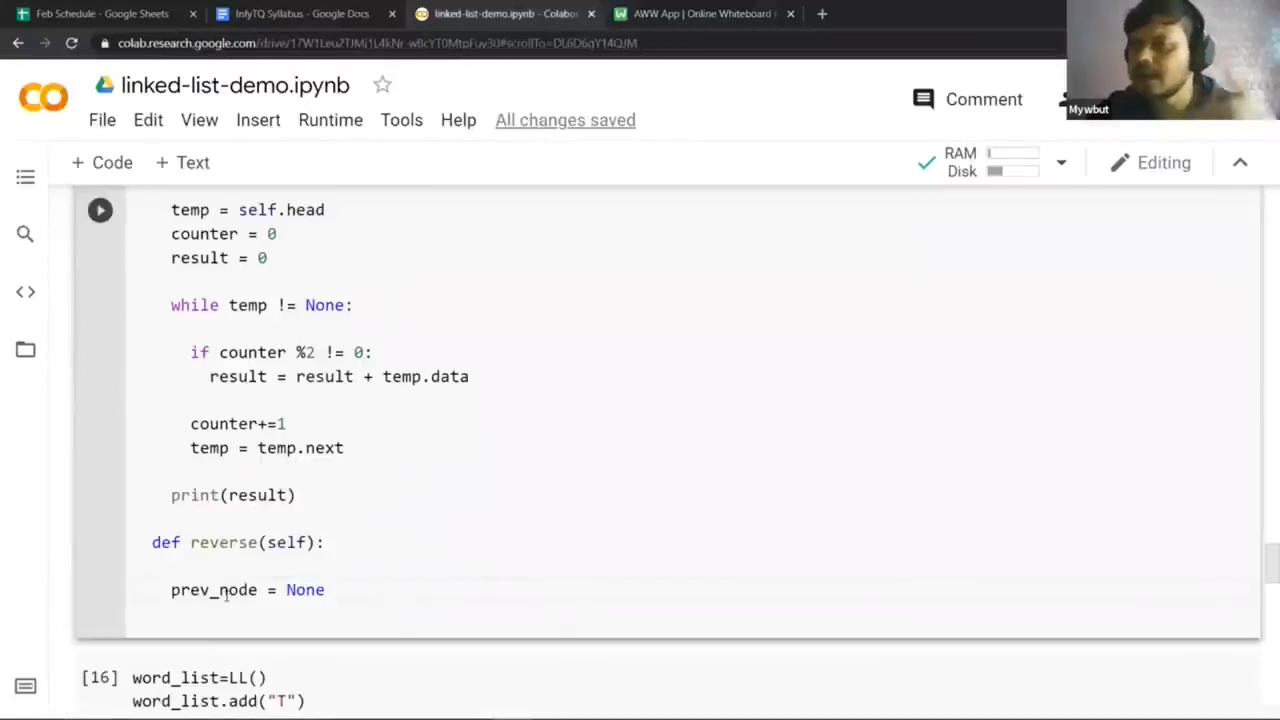 Feb Schedule - Google Sheets
InfyTQ Syllabus - Google Docs
linked-list-demo.ipynb - Colabo
AWW App | Online Whiteboard
colab.research.google.com/drive/
linked-list-demo.ipynb
Comment
Mywbut
File Edit View Insert Runtime Tools Help All changes saved
+ Code + Text
RAM
Disk
Editing
temp = self.head
counter = 0
result = 0
while temp != None:
if counter %2 != 0:
result = result + temp.data
counter+=1
temp = temp.next
print(result)
def reverse(self):
prev_node = None
[16] word_list=LL()
word_list.add("T")